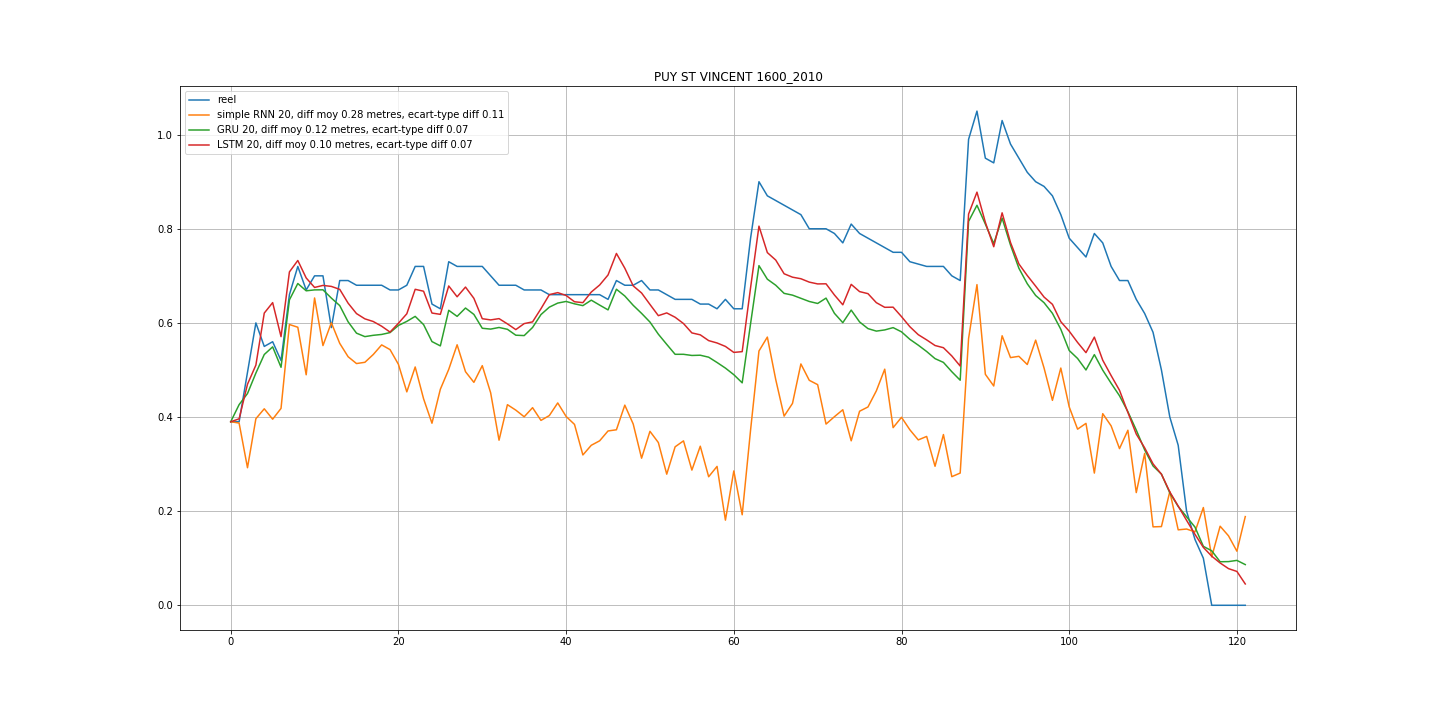 PUY ST VINCENT 1600_2010
reel
simple RNN 20, diff moy 0.28 metres, ecart-type diff 0.11
GRU 20, diff moy 0.12 metres, ecart-type diff 0.07
LSTM 20, diff moy 0.10 metres, ecart-type diff 0.07
1.0
0.8
0.6
0.4
0.2
0.0
0 20 40 60 80 100 120